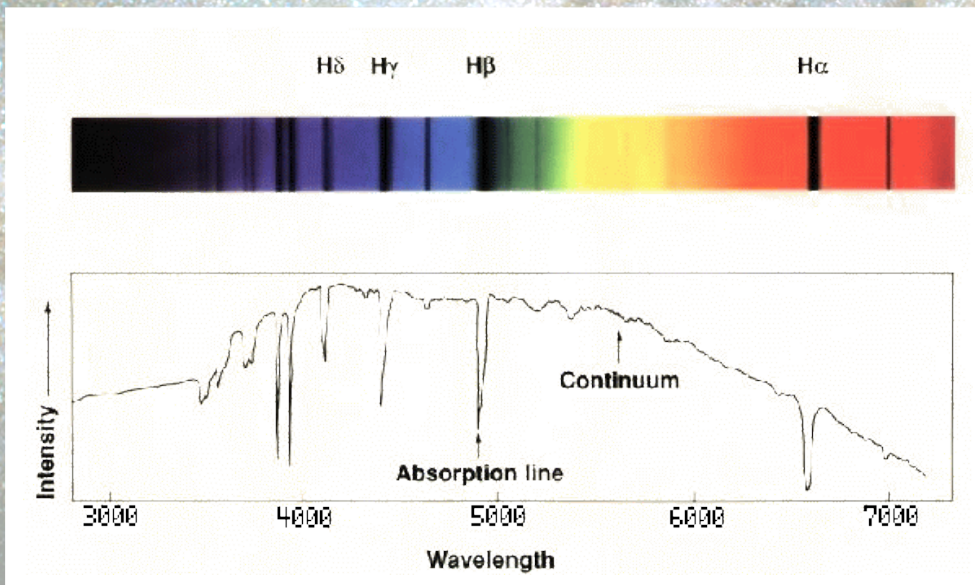 Hδ Hγ Hβ Hα
Continuum
Absorption line
Intensity
3000 4000 5000 6000 7000
Wavelength